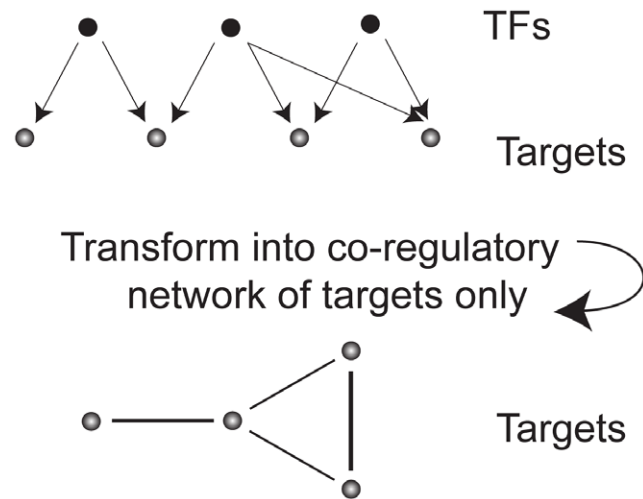 TFs
Targets
Transform into co-regulatory
network of targets only
Targets